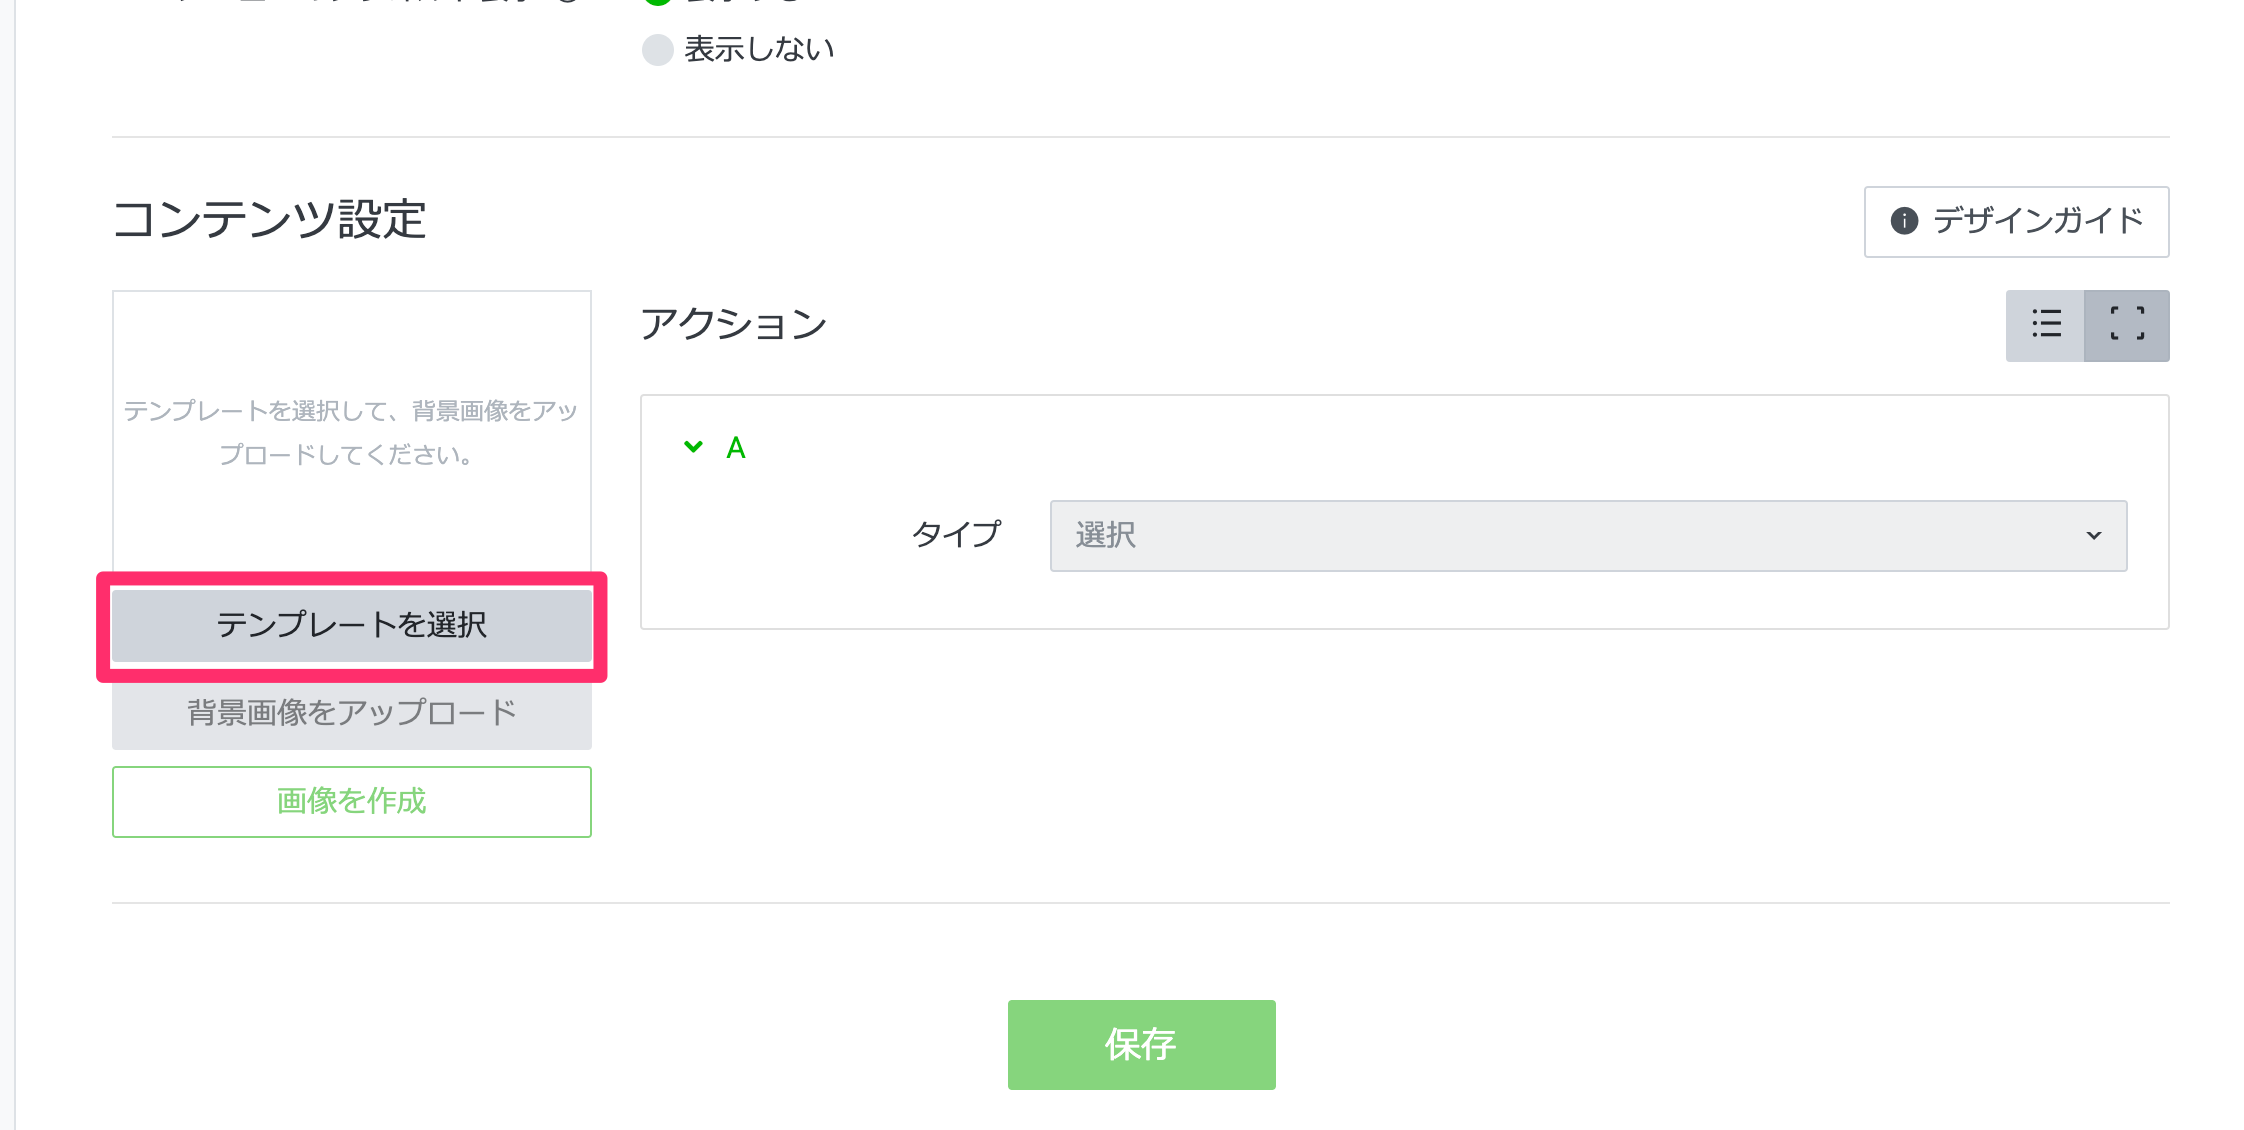 表示しない
コンテンツ設定
デザインガイド
テンプレートを選択して、背景画像をアッ
プロードしてください。
アクション
A
タイプ
選択
テンプレートを選択
背景画像をアップロード
画像を作成
保存